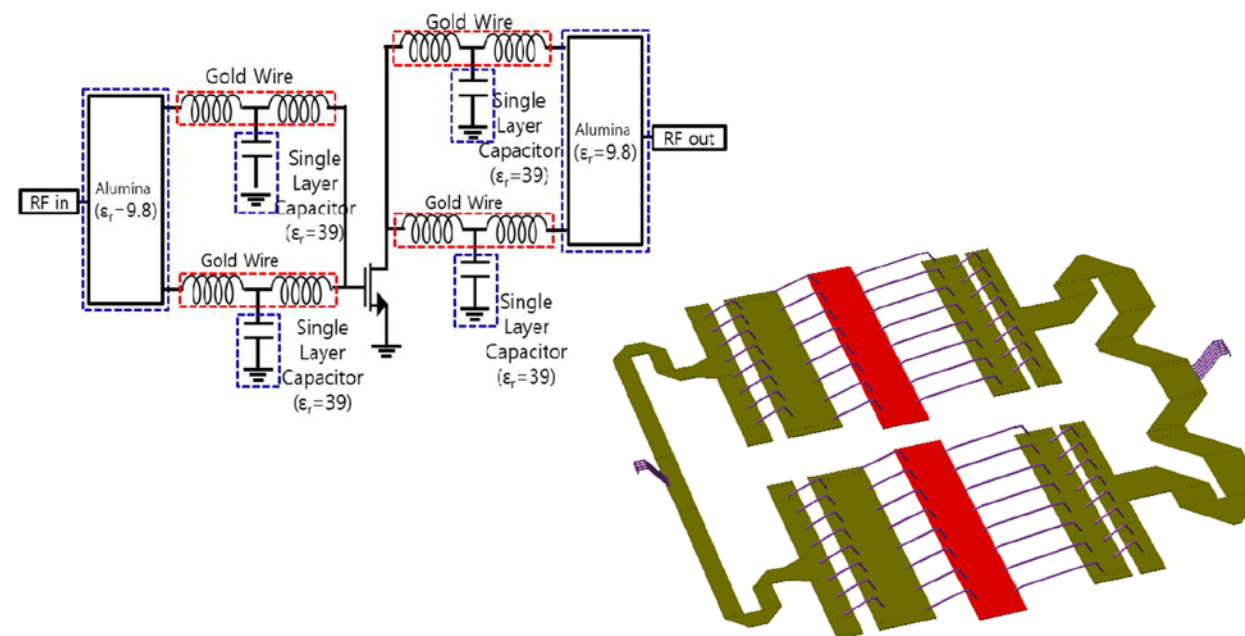 Gold Wire
Single
Layer
Capacitor
(εr=39)
Alumina
(εr=9.8)
RF out
Gold Wire
Single
Layer
Capacitor
(εr=39)
Gold Wire
Single
Layer
Capacitor
(εr=39)
RF in
Alumina
(εr−9.8)
Gold Wire
Single
Layer
Capacitor
(εr=39)